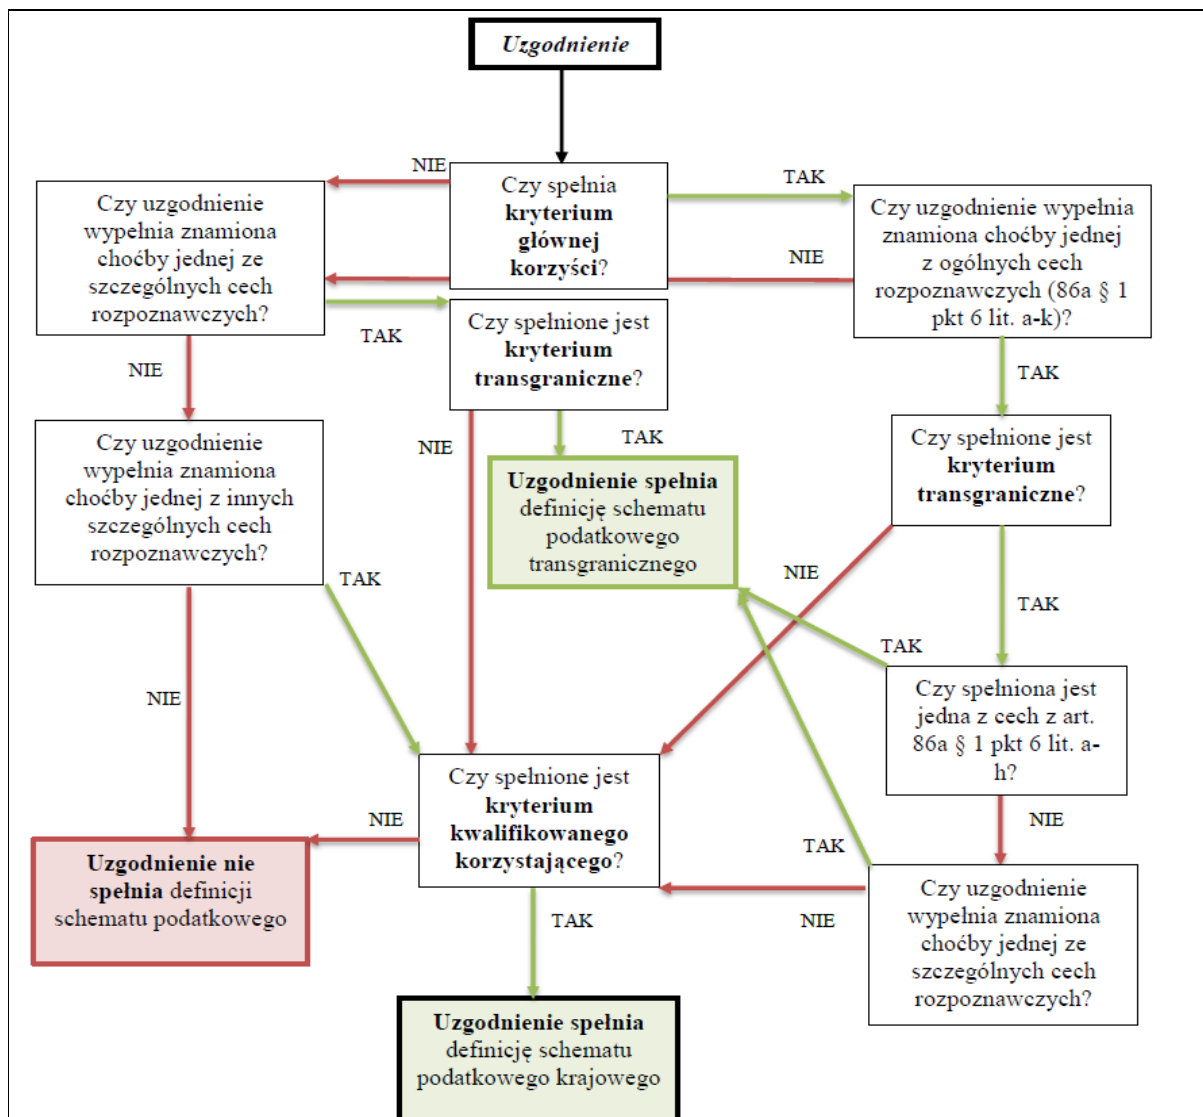 Uzgodnienie
NIE
TAK
Czy spełnia
kryterium
głównej
korzyści?
Czy uzgodnienie
wypełnia znamiona
choćby jednej ze
szczególnych cech
rozpoznawczych?
Czy uzgodnienie wypełnia
znamiona choćby jednej
z ogólnych cech
rozpoznawczych (86a § 1
pkt 6 lit. a-k)?
NIE
TAK
Czy spełnione jest
kryterium
transgraniczne?
NIE
TAK
NIE
TAK
Czy uzgodnienie
wypełnia znamiona
choćby jednej z innych
szczególnych cech
rozpoznawczych?
Czy spełnione jest
kryterium
transgraniczne?
Uzgodnienie spełnia
definicję schematu
podatkowego
transgranicznego
TAK
NIE
TAK
TAK
NIE
Czy spełniona jest
jedna z cech z art.
86a § 1 pkt 6 lit. a-
h?
Czy spełnione jest
kryterium
kwalifikowanego
korzystającego?
NIE
NIE
TAK
Uzgodnienie nie
spełnia definicji
schematu podatkowego
Czy uzgodnienie
wypełnia znamiona
choćby jednej ze
szczególnych cech
rozpoznawczych?
TAK
NIE
Uzgodnienie spełnia
definicję schematu
podatkowego krajowego